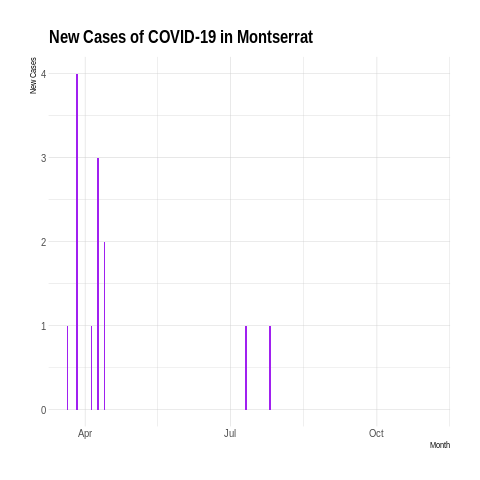 New Cases of COVID-19 in Montserrat
New Cases
4
3
2
1
0
Apr
Jul
Oct
Month